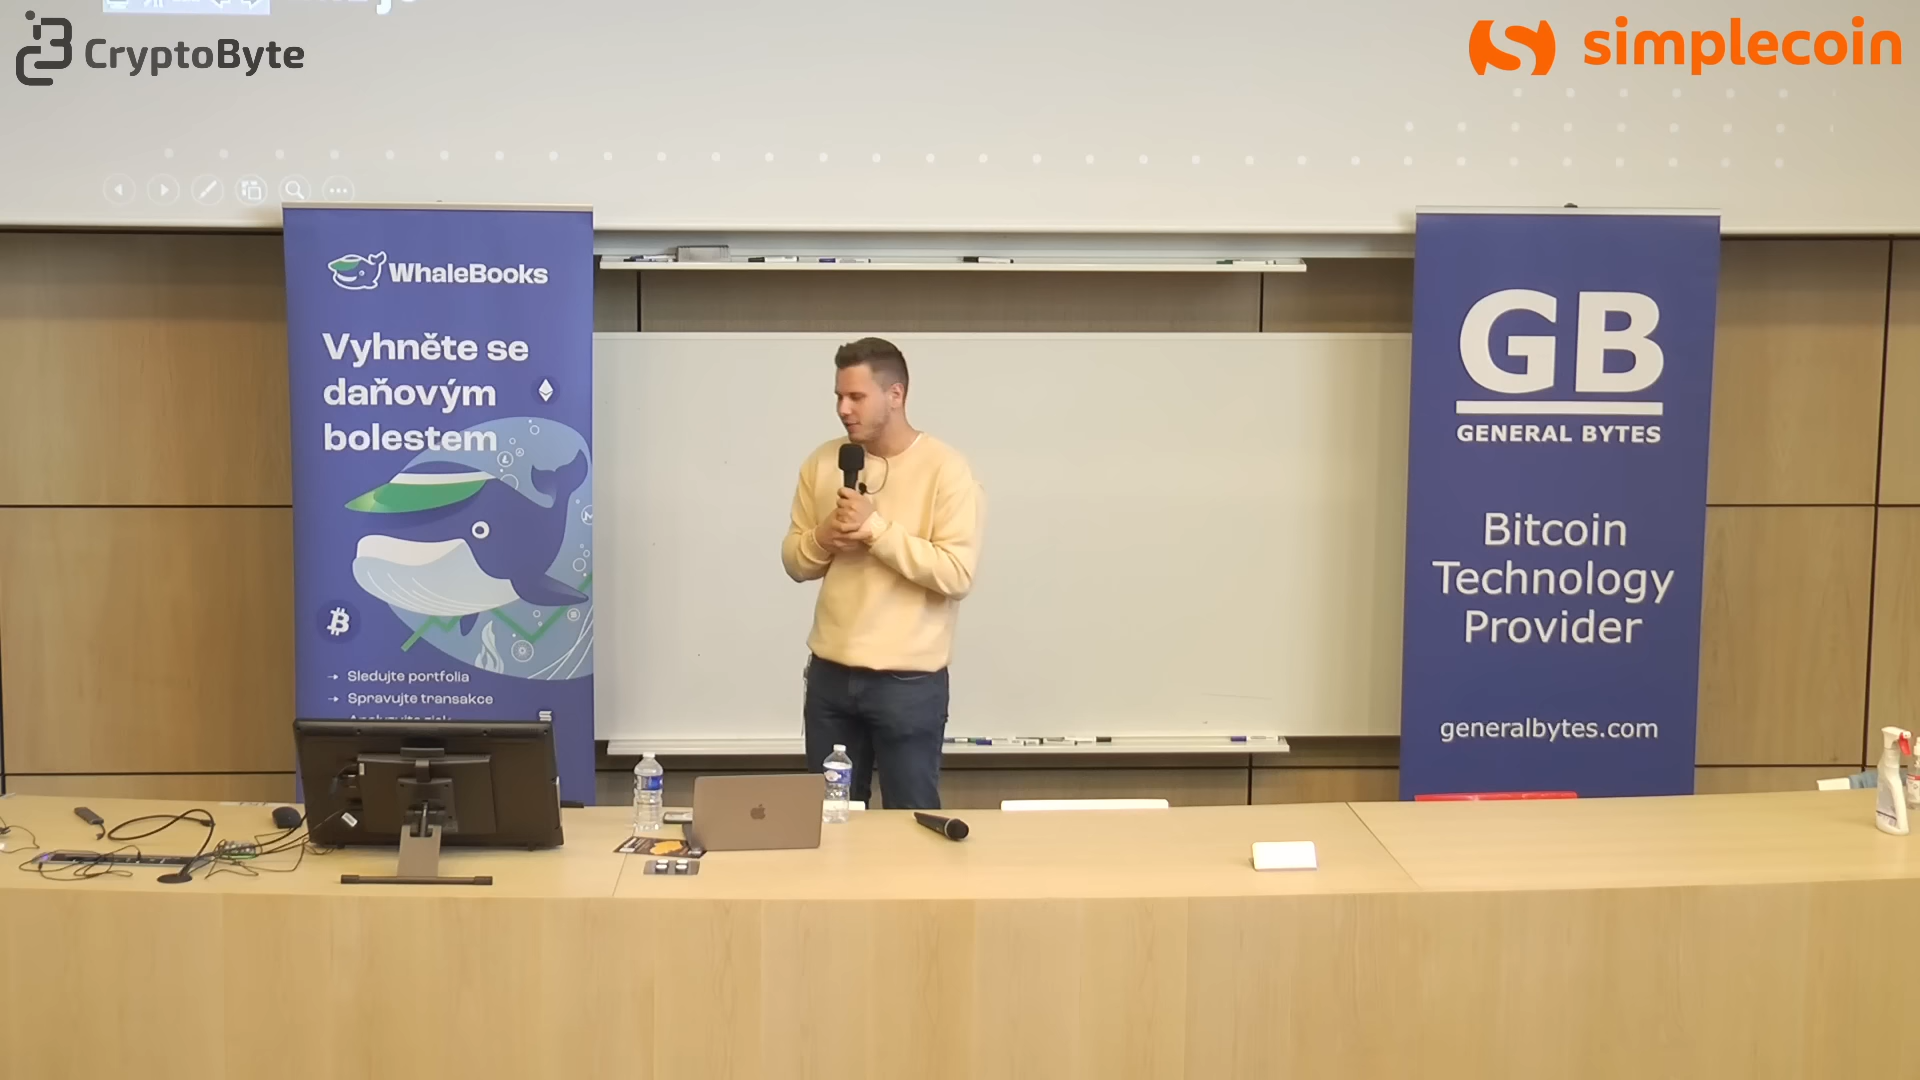 CryptoByte
simplecoin
WhaleBooks
Vyhněte se
daňovým
bolestem
→ Sledujte portfolia
→ Spravujte transakce
GB
GENERAL BYTES
Bitcoin
Technology
Provider
generalbytes.com